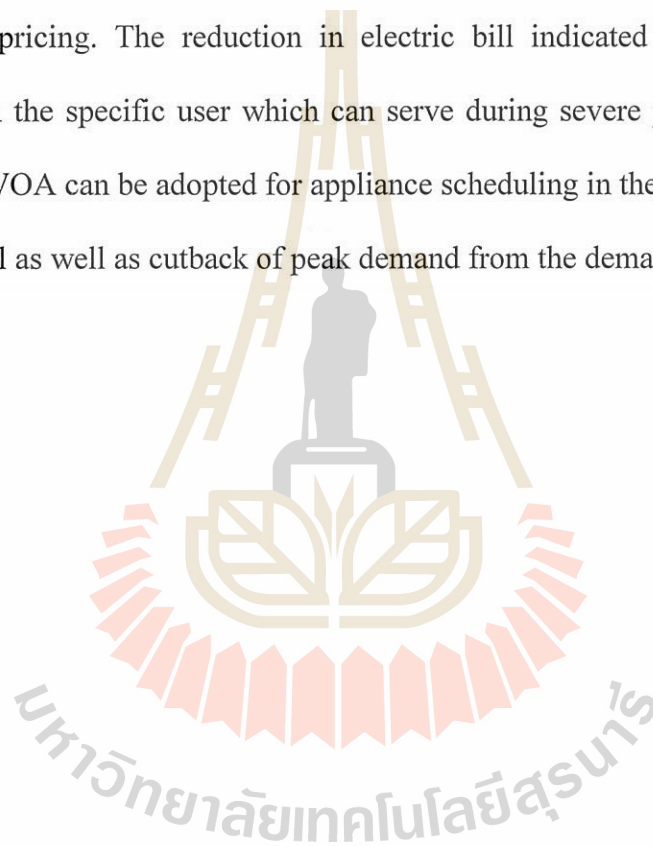 pricing. The reduction in electric bill indicated
the specific user which can serve during severe
VOA can be adopted for appliance scheduling in the
l as well as cutback of peak demand from the dema
มหาวิทยาลัยเทคโนโลยีสุรนารี